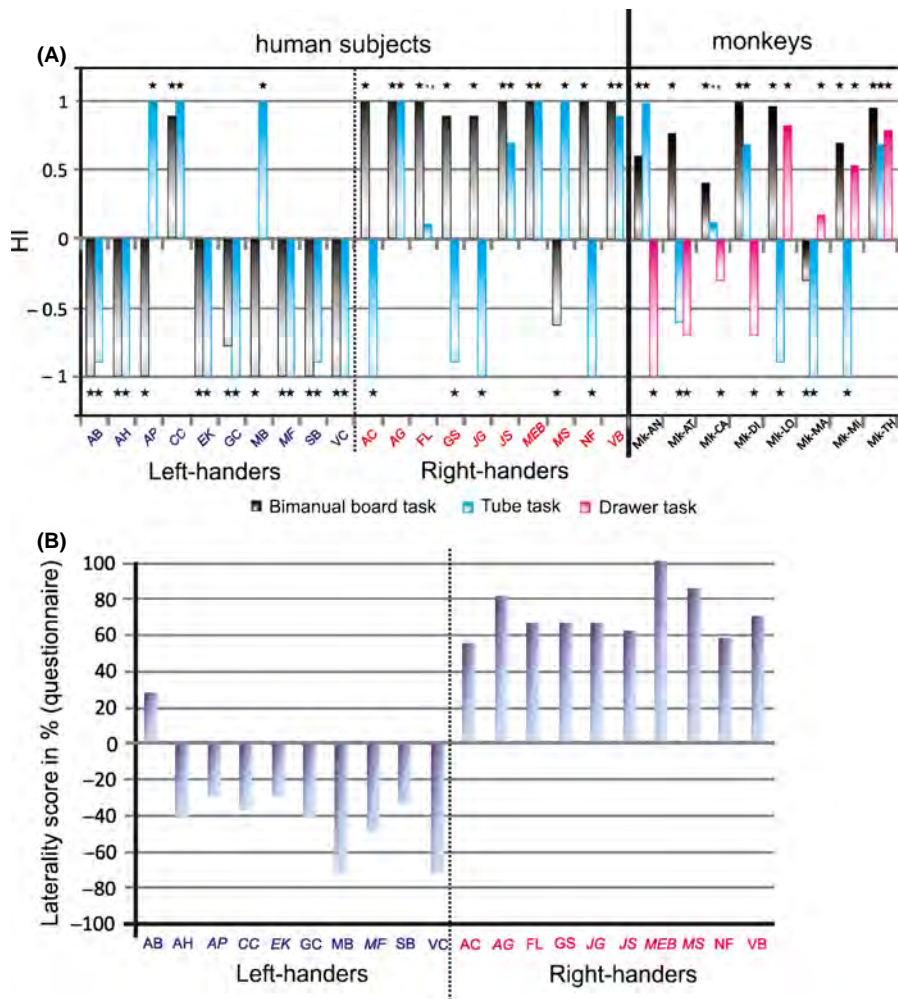 human subjects monkeys
(A)
★ ★★ ★ ★ ★★ ★ ★ ★ ★★ ★★ ★ ★ ★★ ★★ ★ ★ ★★ ★ ★ ★ ★ ★ ★★★
1
0.5
HI
0
– 0.5
– 1
★★ ★★ ★ ★★ ★★ ★ ★★ ★★ ★★ ★ ★ ★ ★ ★ ★ ★★ ★ ★ ★ ★★ ★
AB AH AP CC EK GC MB MF SB VC AC AG FL GS JG JS MEB MS NF VB Mk-AN Mk-AT Mk-CA Mk-DI Mk-LO Mk-MA Mk-MI Mk-TH
Left-handers Right-handers
Bimanual board task Tube task Drawer task
(B)
Laterality score in % (questionnaire)
100
80
60
40
20
0
–20
–40
–60
–80
–100
AB AH AP CC EK GC MB MF SB VC AC AG FL GS JG JS MEB MS NF VB
Left-handers Right-handers